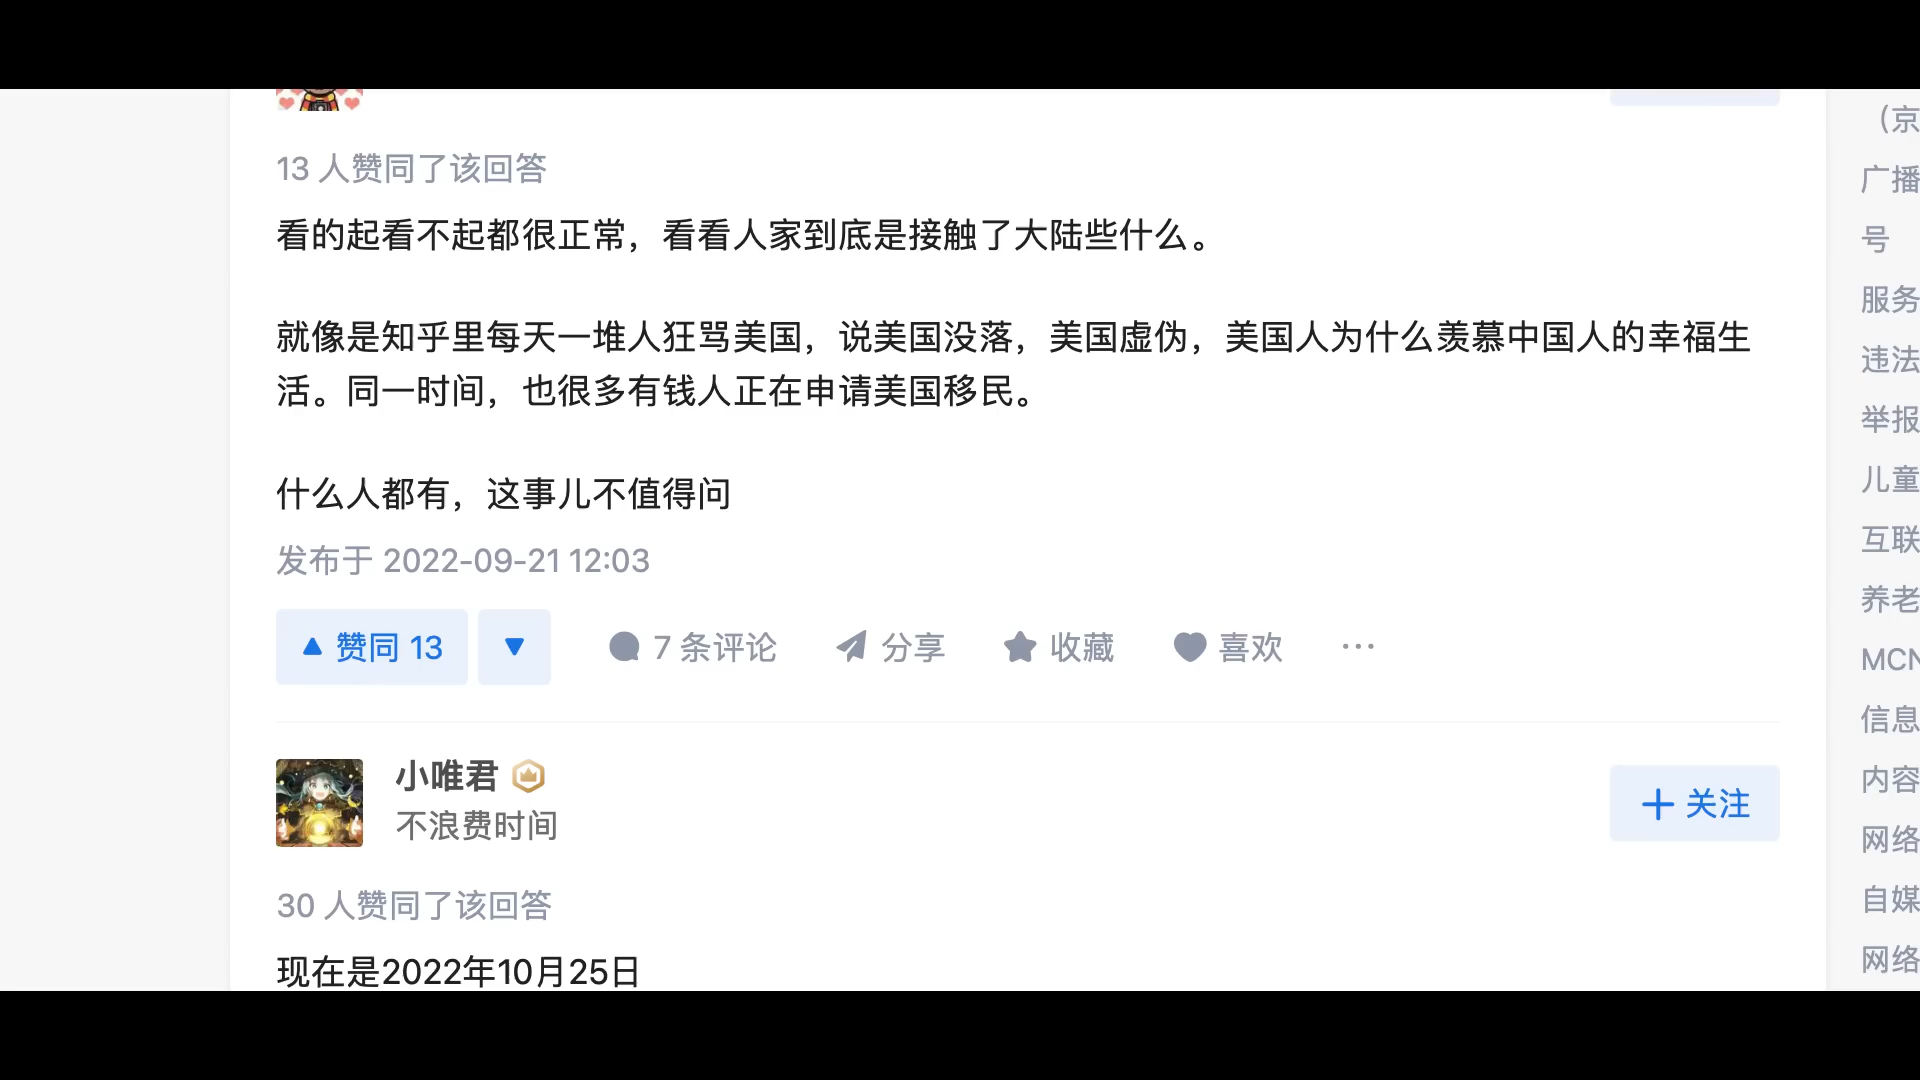 13 人赞同了该回答
看的起看不起都很正常，看看人家到底是接触了大陆些什么。
就像是知乎里每天一堆人狂骂美国，说美国没落，美国虚伪，美国人为什么羡慕中国人的幸福生
活。同一时间，也很多有钱人正在申请美国移民。
什么人都有，这事儿不值得问
发布于 2022-09-21 12:03
赞同 13
7 条评论
分享
收藏
喜欢
小唯君
不浪费时间
关注
30 人赞同了该回答
现在是2022年10月25日
（京
广播
号
服务
违法
举报
儿童
互联
养老
MCN
信息
内容
网络
自媒
网络